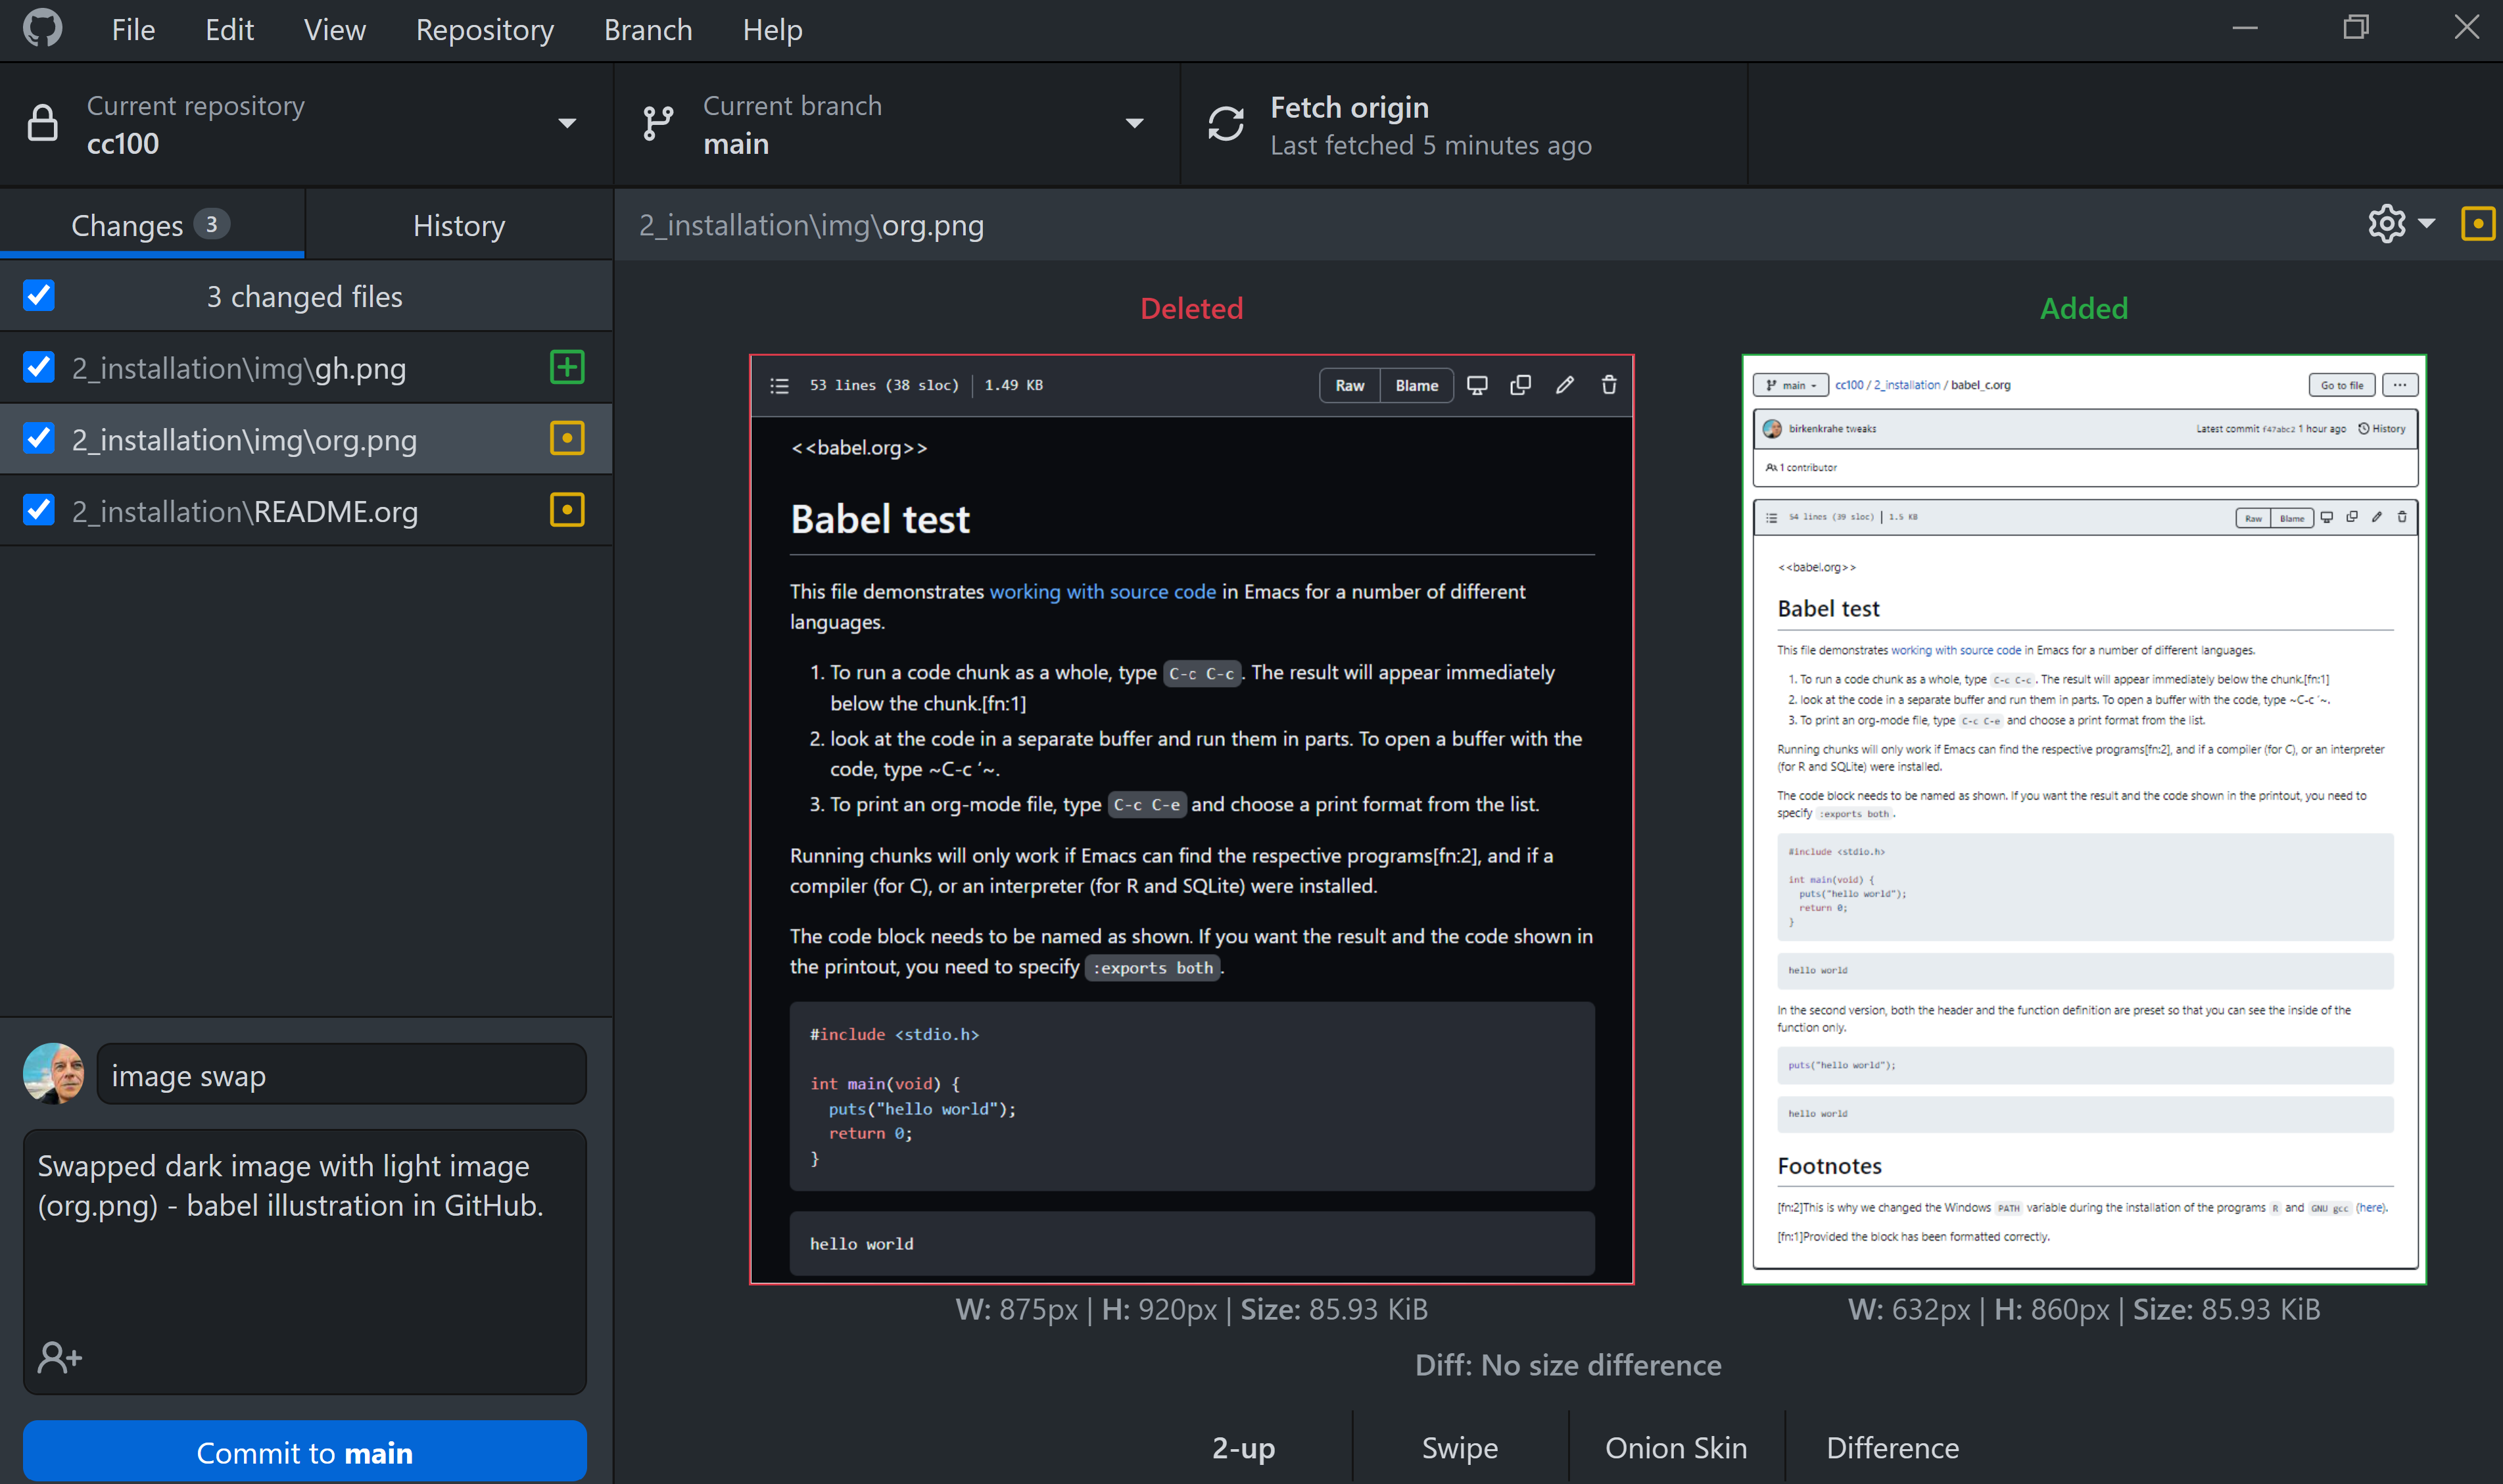 File Edit View Repository Branch Help
Current repository
cc100
Current branch
main
Fetch origin
Last fetched 5 minutes ago
Changes 3
History
2_installation\img\org.png
3 changed files
2_installation\img\gh.png
2_installation\img\org.png
2_installation\README.org
image swap
Swapped dark image with light image
(org.png) - babel illustration in GitHub.
Commit to main
Deleted
53 lines (38 sloc) | 1.49 KB
Raw Blame
<<babel.org>>
Babel test
This file demonstrates working with source code in Emacs for a number of different
languages.
1. To run a code chunk as a whole, type C-c C-c. The result will appear immediately
below the chunk.[fn:1]
2. look at the code in a separate buffer and run them in parts. To open a buffer with the
code, type ~C-c ´~.
3. To print an org-mode file, type C-c C-e and choose a print format from the list.
Running chunks will only work if Emacs can find the respective programs[fn:2], and if a
compiler (for C), or an interpreter (for R and SQLite) were installed.
The code block needs to be named as shown. If you want the result and the code shown in
the printout, you need to specify :exports both.
#include <stdio.h>
int main(void) {
puts("hello world");
return 0;
}
hello world
W: 875px | H: 920px | Size: 85.93 KiB
Added
main
cc100 / 2_installation / babel_c.org
Go to file
...
birkenkrahe tweaks
Latest commit f47abc2 1 hour ago
History
1 contributor
54 lines (39 sloc) | 1.5 KB
Raw Blame
<<babel.org>>
Babel test
This file demonstrates working with source code in Emacs for a number of different languages.
1. To run a code chunk as a whole, type C-c C-c. The result will appear immediately below the chunk.[fn:1]
2. look at the code in a separate buffer and run them in parts. To open a buffer with the code, type ~C-c ´~.
3. To print an org-mode file, type C-c C-e and choose a print format from the list.
Running chunks will only work if Emacs can find the respective programs[fn:2], and if a compiler (for C), or an interpreter
(for R and SQLite) were installed.
The code block needs to be named as shown. If you want the result and the code shown in the printout, you need to
specify :exports both.
#include <stdio.h>
int main(void) {
puts("hello world");
return 0;
}
hello world
In the second version, both the header and the function definition are preset so that you can see the inside of the
function only.
puts("hello world");
hello world
Footnotes
[fn:2]This is why we changed the Windows PATH variable during the installation of the programs R and GNU gcc (here).
[fn:1]Provided the block has been formatted correctly.
W: 632px | H: 860px | Size: 85.93 KiB
Diff: No size difference
2-up
Swipe
Onion Skin
Difference